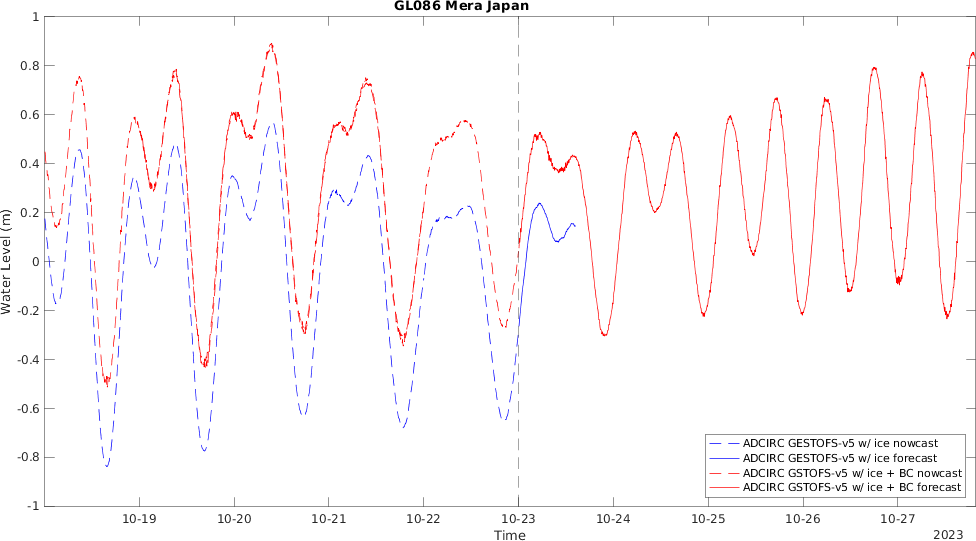 GL086 Mera Japan
Water Level (m)
1
0.8
0.6
0.4
0.2
0
-0.2
-0.4
-0.6
-0.8
-1
ADCIRC GESTOFS-v5 w/ ice nowcast
ADCIRC GESTOFS-v5 w/ ice forecast
ADCIRC GSTOFS-v5 w/ ice + BC nowcast
ADCIRC GSTOFS-v5 w/ ice + BC forecast
10-19 10-20 10-21 10-22 10-23 10-24 10-25 10-26 10-27
Time
2023